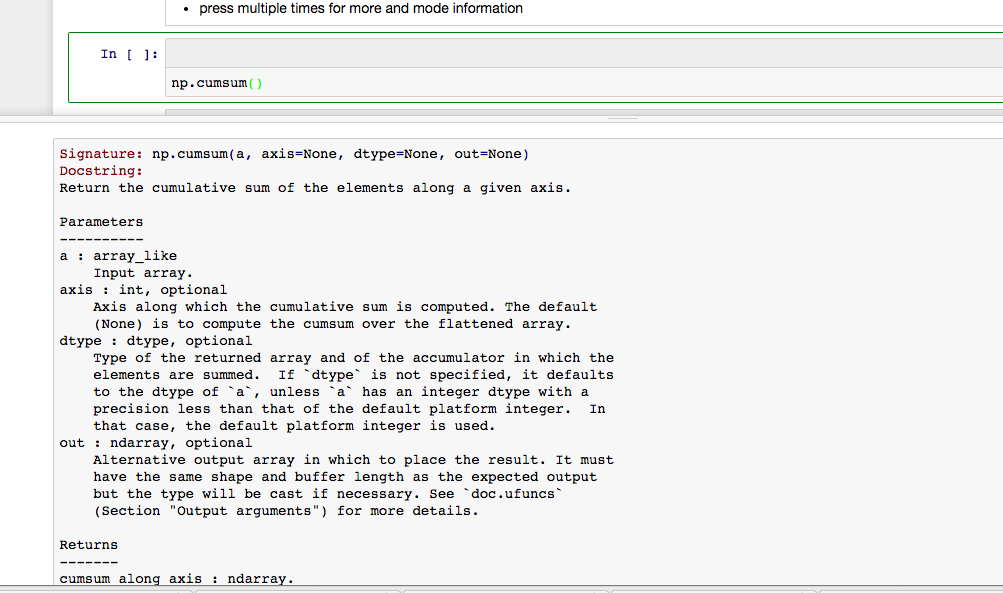 • press multiple times for more and mode information
In [ ]:
np.cumsum()
Signature: np.cumsum(a, axis=None, dtype=None, out=None)
Docstring:
Return the cumulative sum of the elements along a given axis.
Parameters
----------
a : array_like
    Input array.
axis : int, optional
    Axis along which the cumulative sum is computed. The default
    (None) is to compute the cumsum over the flattened array.
dtype : dtype, optional
    Type of the returned array and of the accumulator in which the
    elements are summed.  If `dtype` is not specified, it defaults
    to the dtype of `a`, unless `a` has an integer dtype with a
    precision less than that of the default platform integer.  In
    that case, the default platform integer is used.
out : ndarray, optional
    Alternative output array in which to place the result. It must
    have the same shape and buffer length as the expected output
    but the type will be cast if necessary. See `doc.ufuncs`
    (Section "Output arguments") for more details.
Returns
-------
cumsum_along_axis : ndarray.